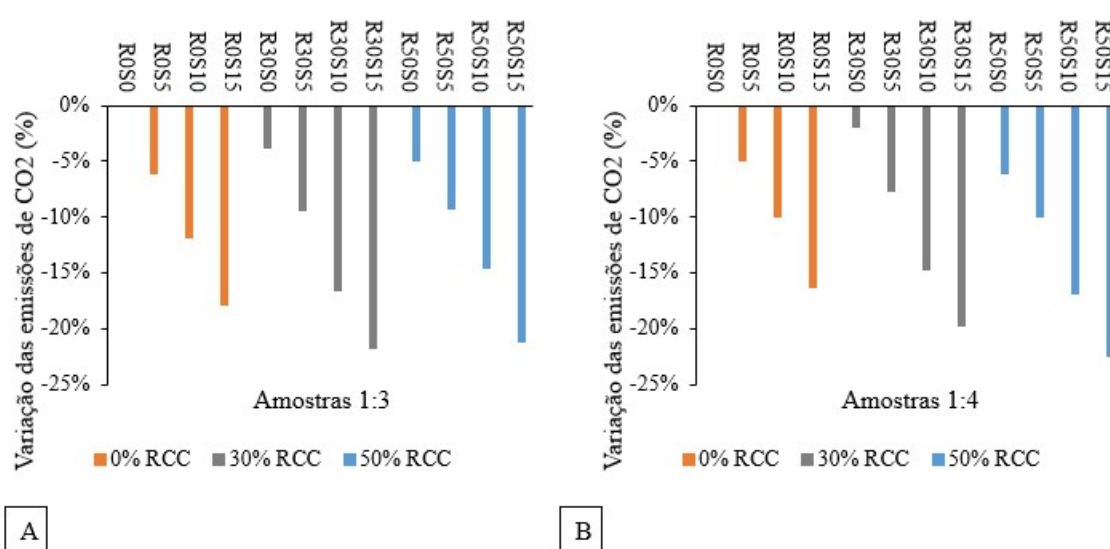 R0S0
R0S5
R0S10
R0S15
R30S0
R30S5
R30S10
R30S15
R50S0
R50S5
R50S10
R50S15
0%
-5%
-10%
-15%
-20%
-25%
Variação das emissões de CO2 (%)
Amostras 1:3
0% RCC 30% RCC 50% RCC
A
R0S0
R0S5
R0S10
R0S15
R30S0
R30S5
R30S10
R30S15
R50S0
R50S5
R50S10
R50S15
0%
-5%
-10%
-15%
-20%
-25%
Variação das emissões de CO2 (%)
Amostras 1:4
0% RCC 30% RCC 50% RCC
B